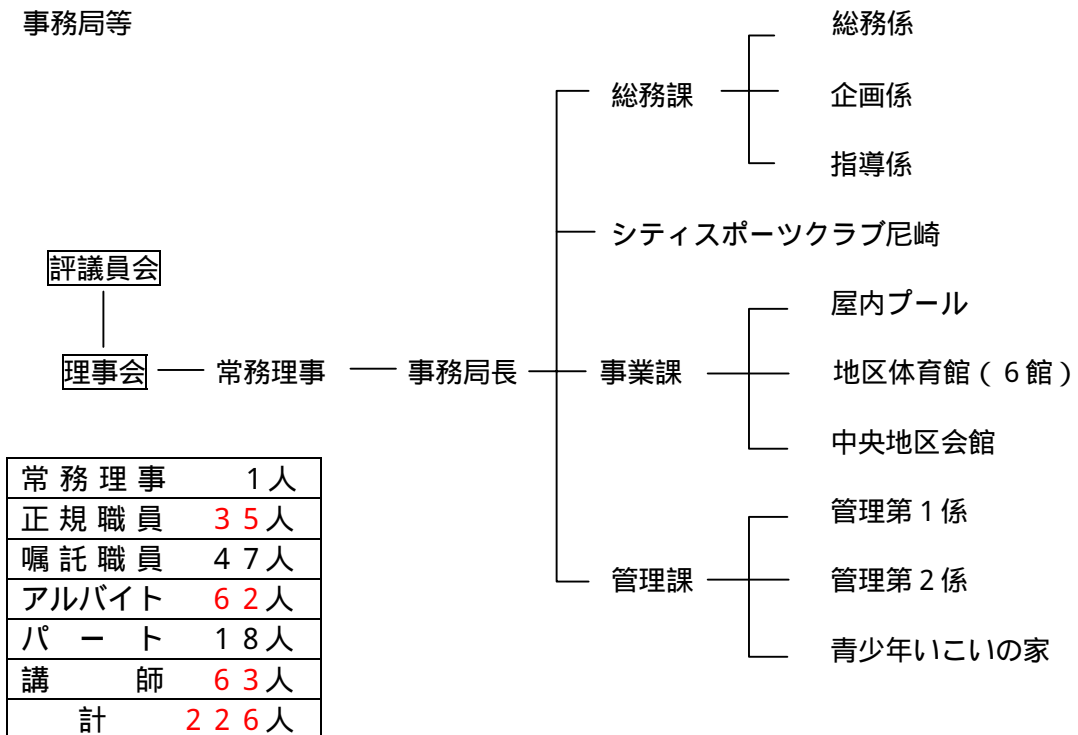 事務局等
総務係
総務課
企画係
指導係
シティスポーツクラブ尼崎
評議員会
屋内プール
理事会
常務理事
事務局長
事業課
地区体育館(6館)
中央地区会館
常務理事 1人
正規職員 35人
嘱託職員 47人
アルバイト 62人
パート 18人
講師 63人
計 226人
管理第1係
管理課
管理第2係
青少年いこいの家